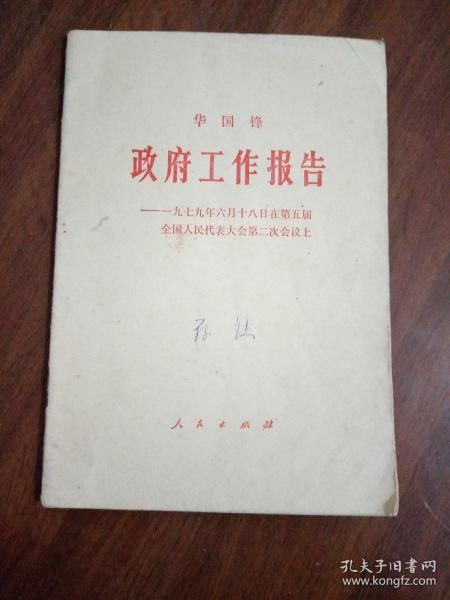 华国锋
政府工作报告
——一九七九年六月十八日在第五届
全国人民代表大会第二次会议上
人民出版社
孔夫子旧书网
www.kongfz.com